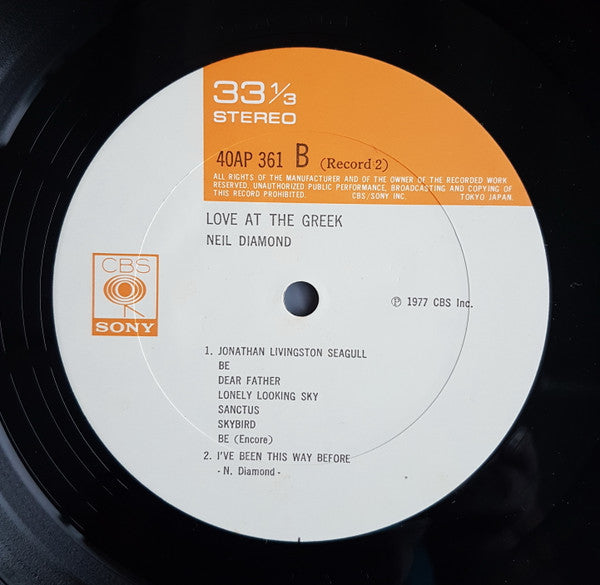 33 1/3
STEREO
40AP 361 B (Record 2)
ALL RIGHTS OF THE MANUFACTURER AND OF THE OWNER OF THE RECORDED WORK
RESERVED. UNAUTHORIZED PUBLIC PERFORMANCE, BROADCASTING AND COPYING OF
THIS RECORD PROHIBITED. CBS/SONY INC. TOKYO JAPAN.
LOVE AT THE GREEK
NEIL DIAMOND
CBS
SONY
℗ 1977 CBS Inc.
1. JONATHAN LIVINGSTON SEAGULL
BE
DEAR FATHER
LONELY LOOKING SKY
SANCTUS
SKYBIRD
BE (Encore)
2. I'VE BEEN THIS WAY BEFORE
- N. Diamond -